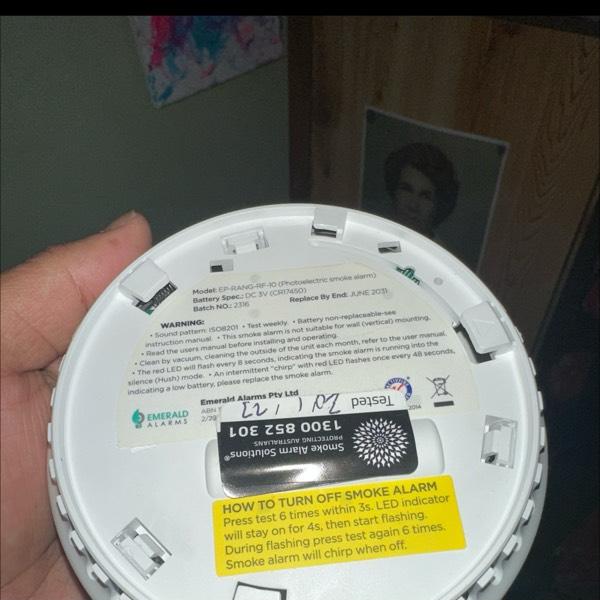 Model: EP-RANG-RF-10 (Photoelectric smoke alarm)
Battery Spec.: DC 3V (CR17450)
Batch NO.: 2316 Replace By End: JUNE 2031
WARNING:
• Sound pattern: ISO8201 • Test weekly. • Battery non-replaceable-see
instruction manual. • This smoke alarm is not suitable for wall (vertical) mounting.
• Read the users manual before installing and operating.
• Clean by vacuum, cleaning the outside of the unit each month, refer to the user manual.
• The red LED will flash every 8 seconds, indicating the smoke alarm is running into the
silence (Hush) mode. • An intermittent "chirp" with red LED flashes once every 48 seconds,
indicating a low battery, please replace the smoke alarm.
Emerald Alarms Pty Ltd
ABN
2/29
2014
EMERALD
ALARMS
Tested
1300 852 301
PROTECTING AUSTRALIANS
Smoke Alarm Solutions®
HOW TO TURN OFF SMOKE ALARM
Press test 6 times within 3s. LED indicator
will stay on for 4s, then start flashing.
During flashing press test again 6 times.
Smoke alarm will chirp when off.